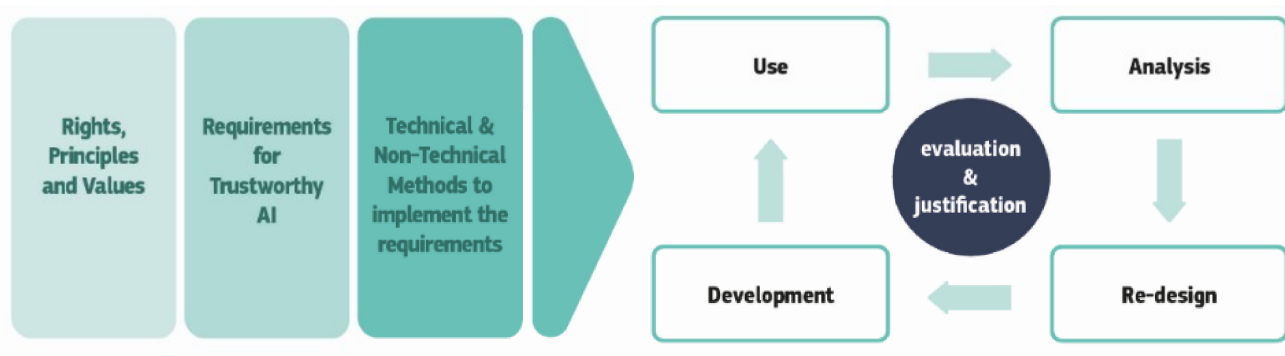 Rights,
Principles
and Values
Requirements
for
Trustworthy
AI
Technical &
Non-Technical
Methods to
implement the
requirements
Use
Analysis
evaluation
&
justification
Development
Re-design